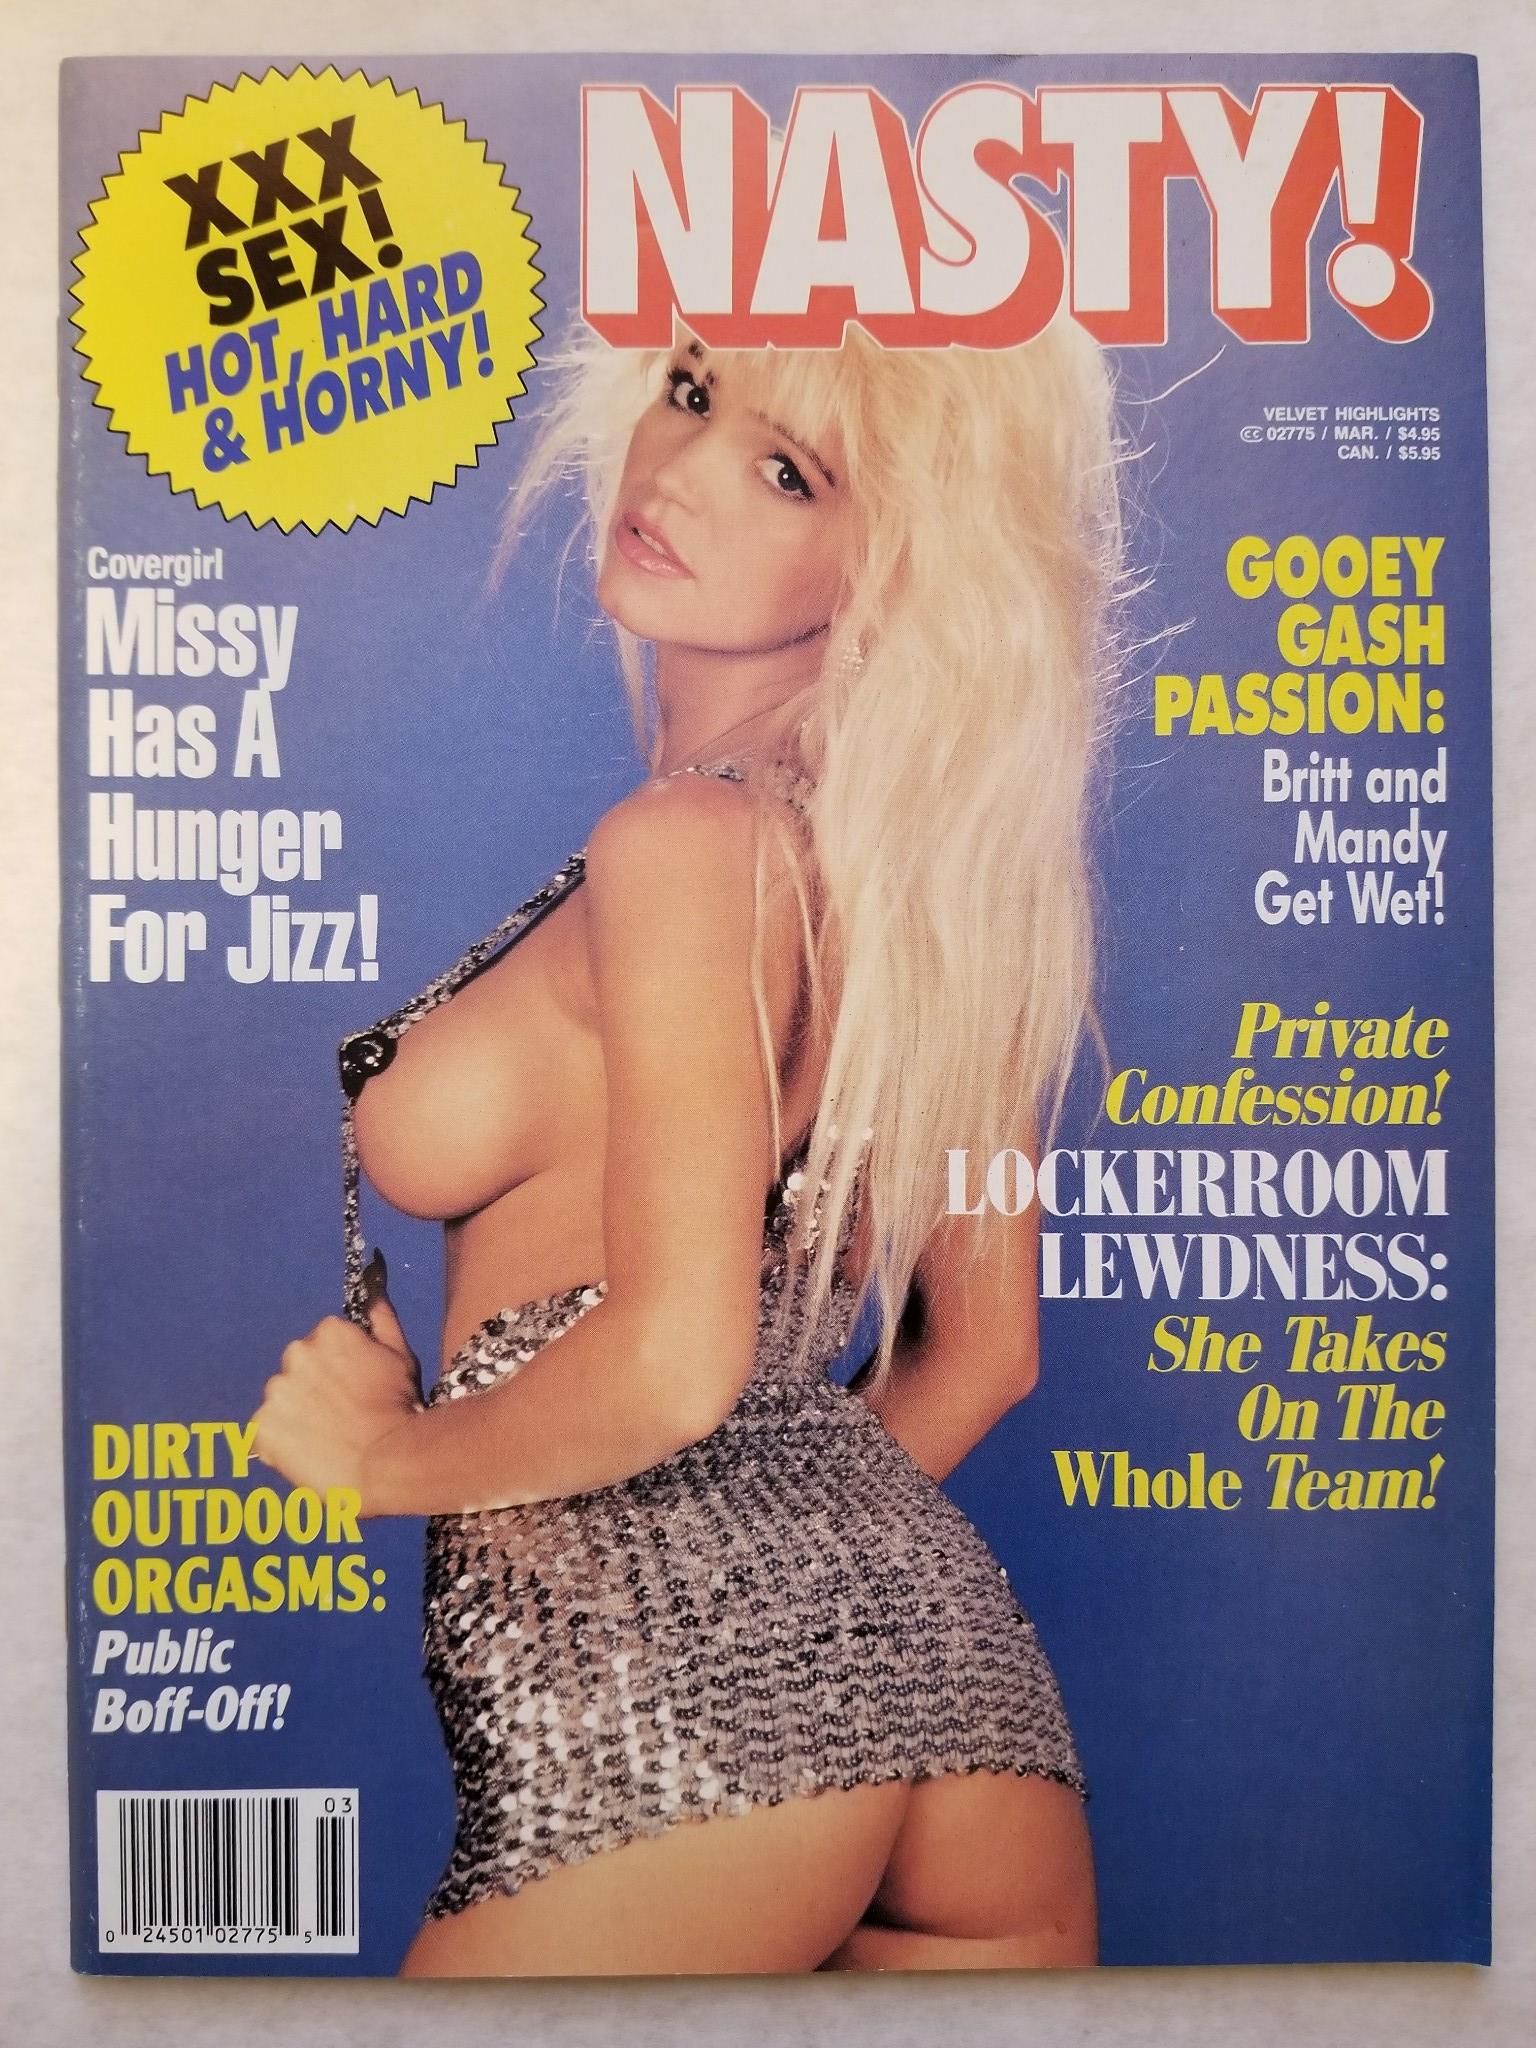 XXX
SEX!
HOT, HARD
& HORNY!
NASTY!
VELVET HIGHLIGHTS
CC 02775 / MAR. / $4.95
CAN. / $5.95
Covergirl
Missy
Has A
Hunger
For Jizz!
GOOEY
GASH
PASSION:
Britt and
Mandy
Get Wet!
Private
Confession!
LOCKERROOM
LEWDNESS:
She Takes
On The
Whole Team!
DIRTY
OUTDOOR
ORGASMS:
Public
Boff-Off!
03
0 24501 02775 5